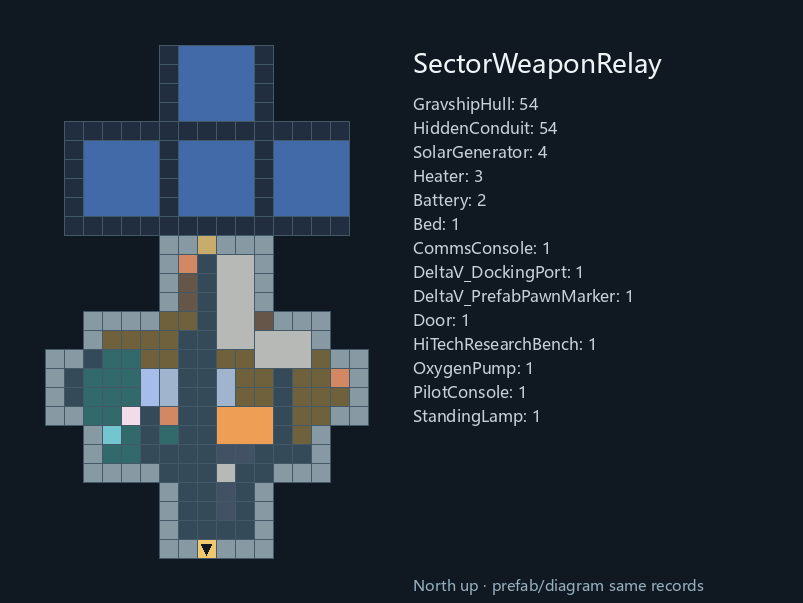 SectorWeaponRelay
GravshipHull: 54
HiddenConduit: 54
SolarGenerator: 4
Heater: 3
Battery: 2
Bed: 1
CommsConsole: 1
DeltaV_DockingPort: 1
DeltaV_PrefabPawnMarker: 1
Door: 1
HiTechResearchBench: 1
OxygenPump: 1
PilotConsole: 1
StandingLamp: 1
North up · prefab/diagram same records